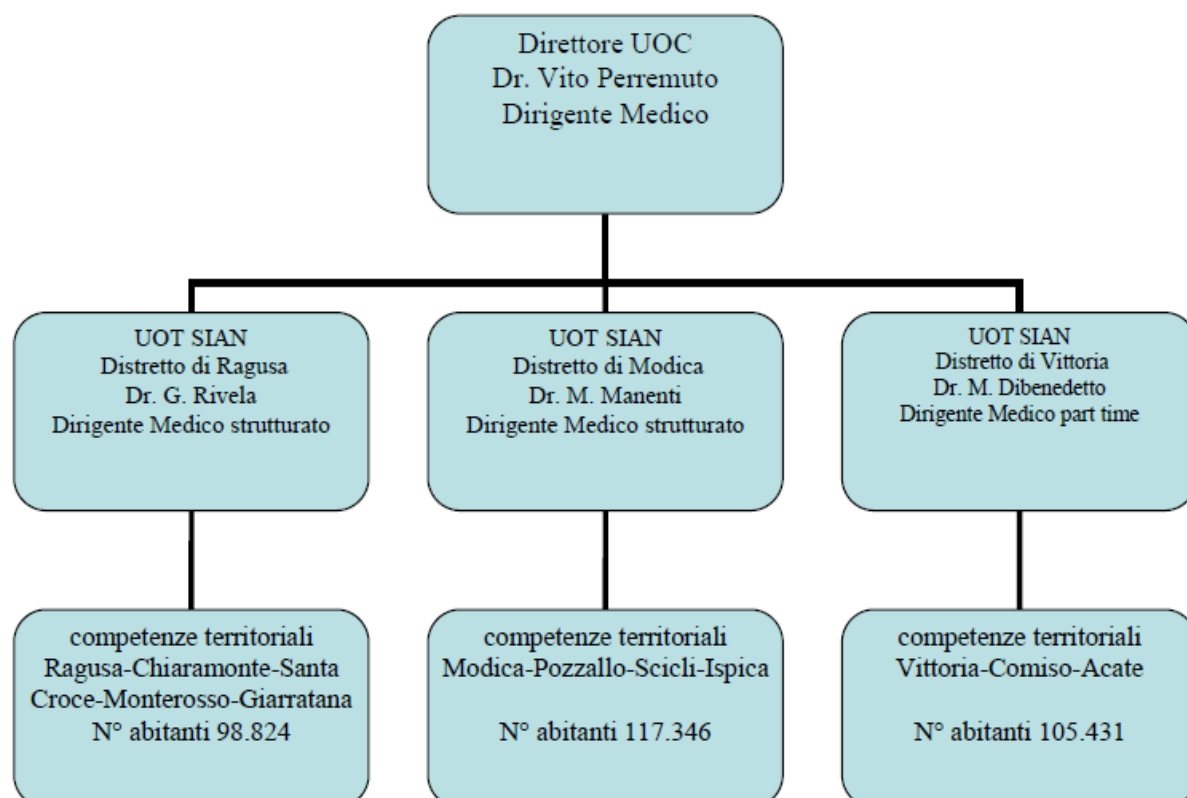 Direttore UOC
Dr. Vito Perremuto
Dirigente Medico
UOT SIAN
Distretto di Ragusa
Dr. G. Rivela
Dirigente Medico strutturato
UOT SIAN
Distretto di Modica
Dr. M. Manenti
Dirigente Medico strutturato
UOT SIAN
Distretto di Vittoria
Dr. M. Dibenedetto
Dirigente Medico part time
competenze territoriali
Ragusa-Chiaramonte-Santa
Croce-Monterosso-Giarratana
N° abitanti 98.824
competenze territoriali
Modica-Pozzallo-Scicli-Ispica
N° abitanti 117.346
competenze territoriali
Vittoria-Comiso-Acate
N° abitanti 105.431